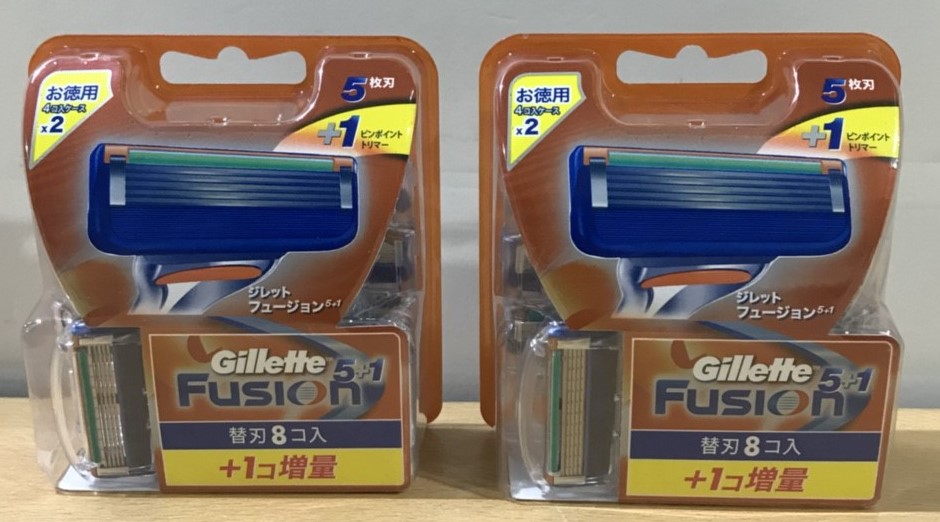 お徳用
4コ入ケース
x2
5枚刃
+1 ピンポイント
トリマー
ジレット
フュージョン5+1
Gillette
Fusion 5+1
替刃8コ入
+1コ増量
お徳用
4コ入ケース
x2
5枚刃
+1 ピンポイント
トリマー
ジレット
フュージョン5+1
Gillette
Fusion 5+1
替刃8コ入
+1コ増量